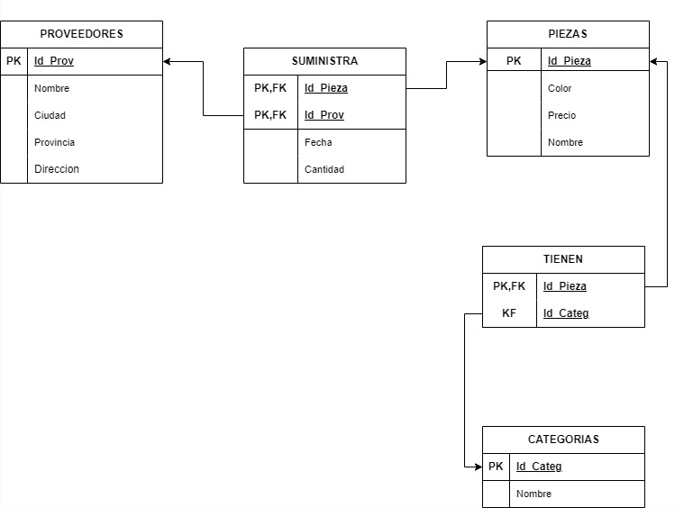 PROVEEDORES
PK Id_Prov
Nombre
Ciudad
Provincia
Direccion
SUMINISTRA
PK,FK Id_Pieza
PK,FK Id_Prov
Fecha
Cantidad
PIEZAS
PK Id_Pieza
Color
Precio
Nombre
TIENEN
PK,FK Id_Pieza
KF Id_Categ
CATEGORIAS
PK Id_Categ
Nombre